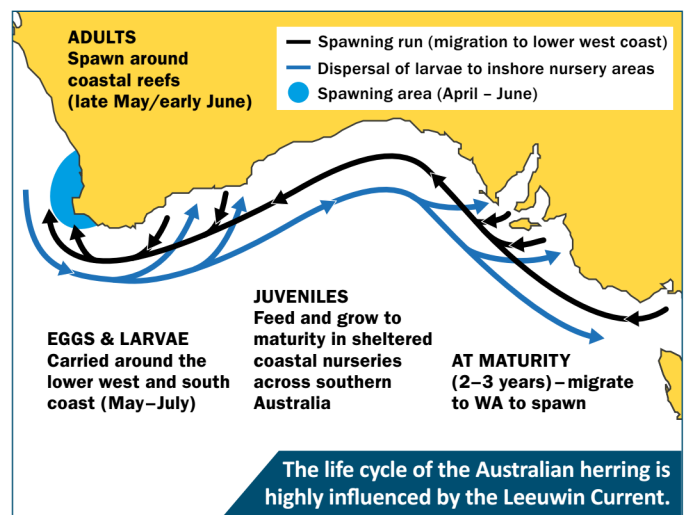 ADULTS
Spawn around
coastal reefs
(late May/early June)
Spawning run (migration to lower west coast)
Dispersal of larvae to inshore nursery areas
Spawning area (April – June)
EGGS & LARVAE
Carried around the
lower west and south
coast (May–July)
JUVENILES
Feed and grow to
maturity in sheltered
coastal nurseries
across southern
Australia
AT MATURITY
(2–3 years) – migrate
to WA to spawn
The life cycle of the Australian herring is
highly influenced by the Leeuwin Current.